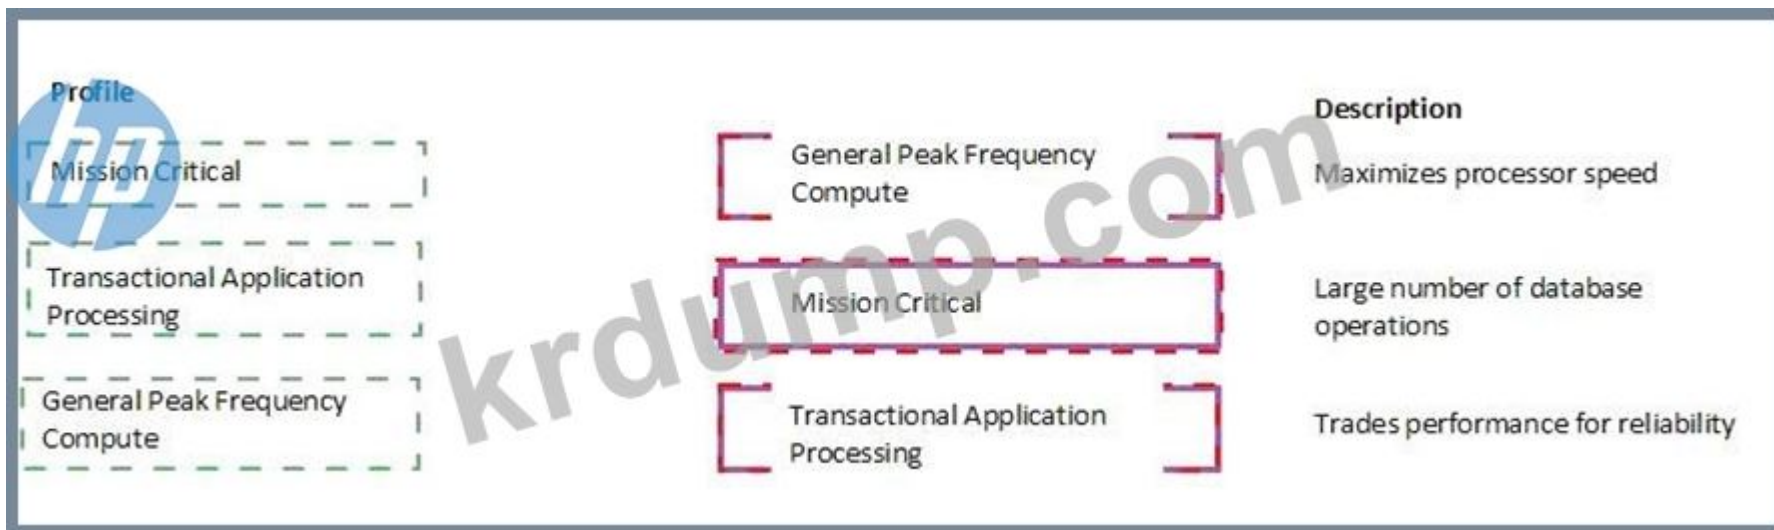 Profile
hp
Mission Critical
Transactional Application
Processing
General Peak Frequency
Compute
General Peak Frequency
Compute
Mission Critical
Transactional Application
Processing
Description
Maximizes processor speed
Large number of database
operations
Trades performance for reliability
krdump.com